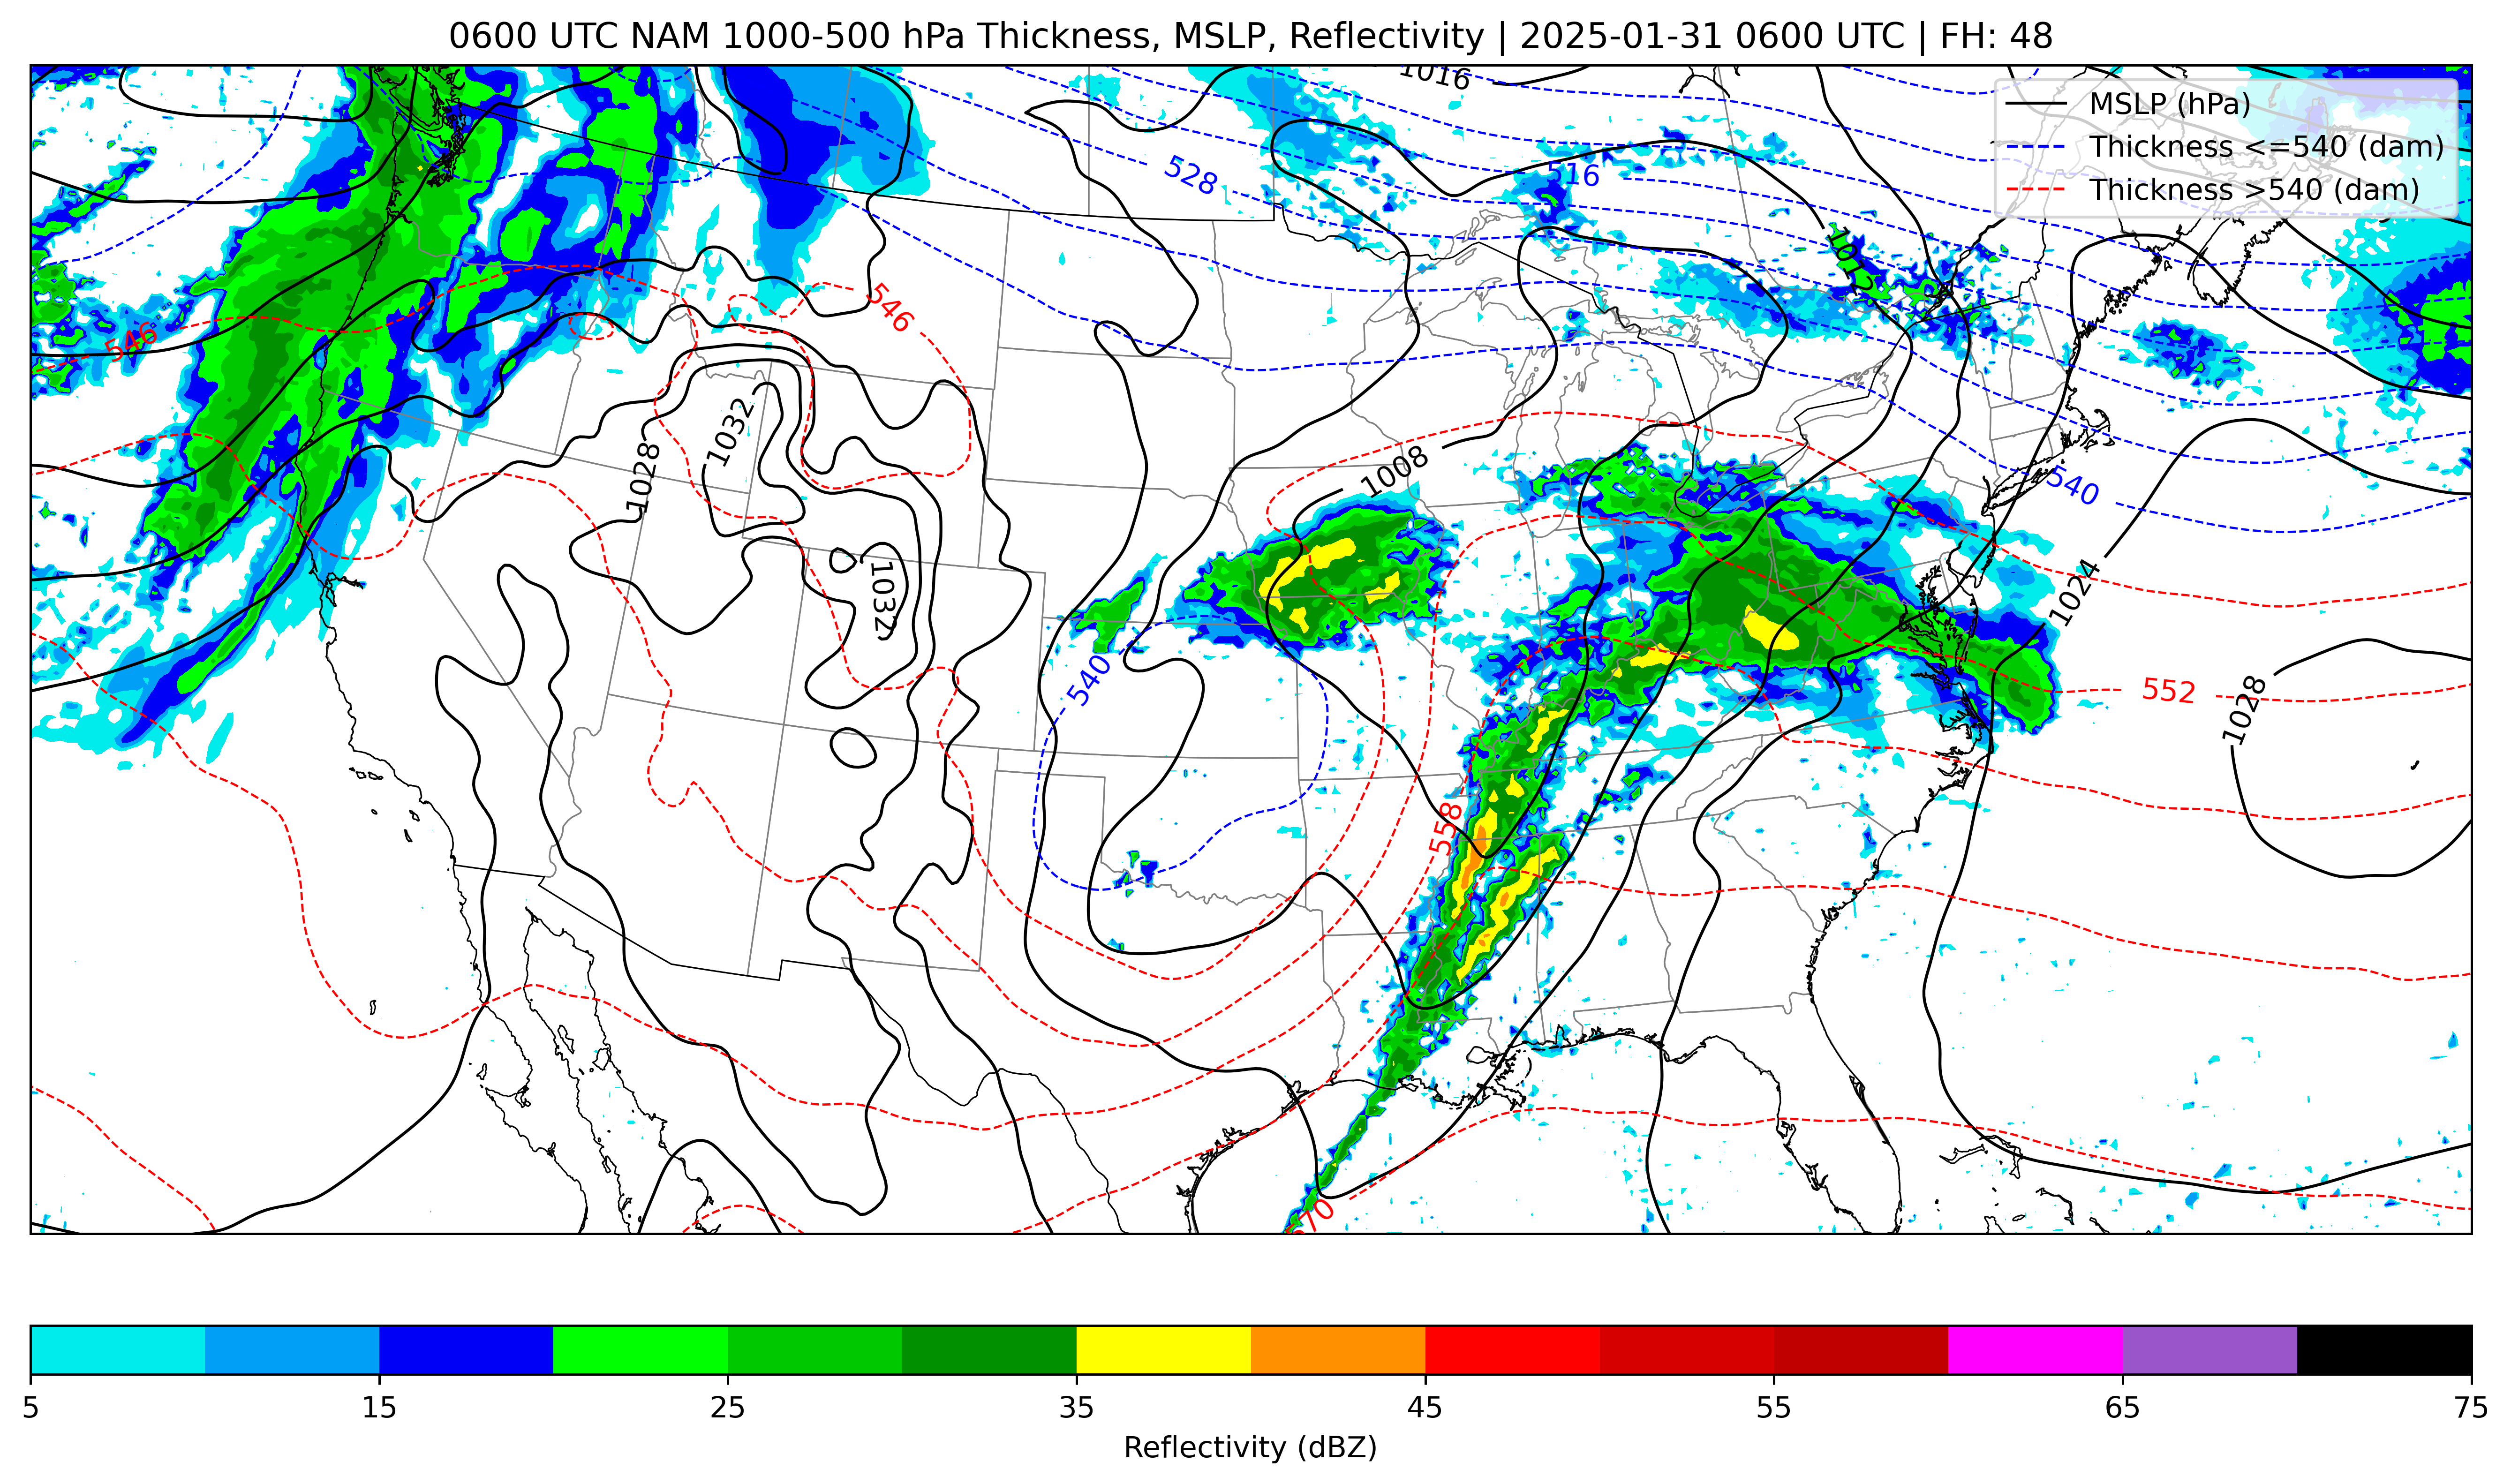 0600 UTC NAM 1000-500 hPa Thickness, MSLP, Reflectivity | 2025-01-31 0600 UTC | FH: 48
1016
MSLP (hPa)
Thickness <=540 (dam)
Thickness >540 (dam)
528
516
1012
546
546
1032
1028
1008
540
1032
1024
540
552
1028
558
5 15 25 35 45 55 65 75
Reflectivity (dBZ)